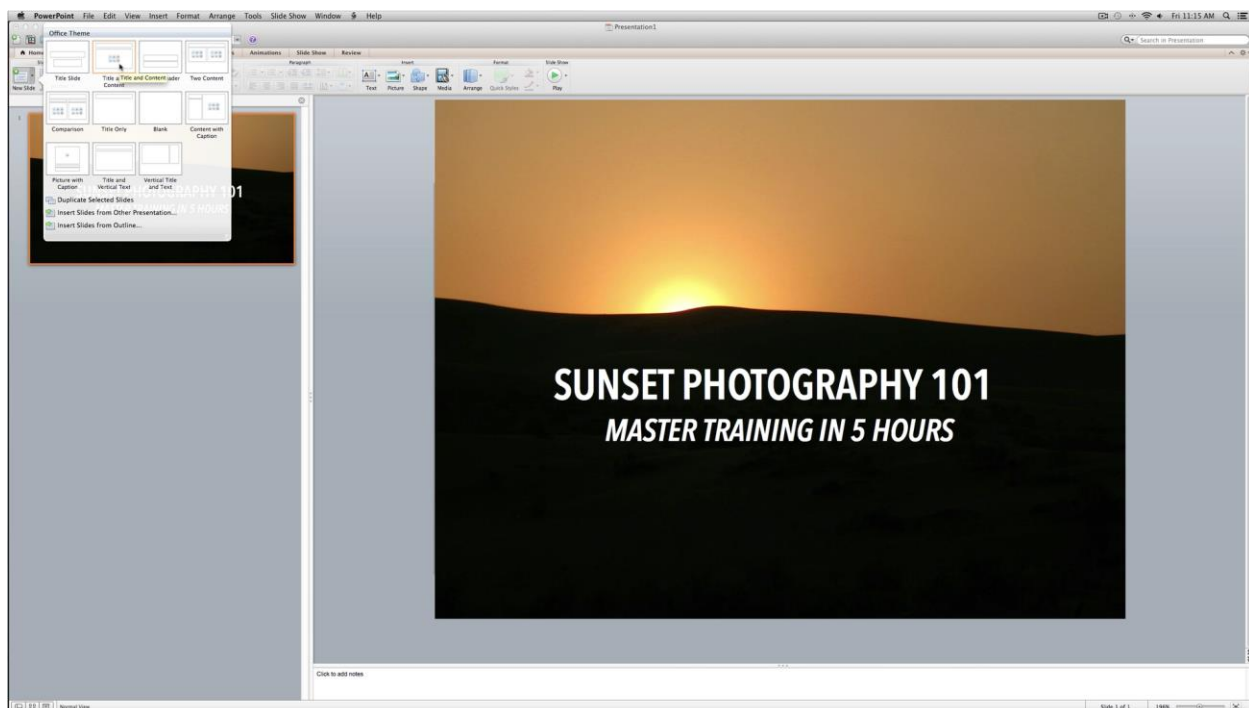 PowerPoint File Edit View Insert Format Arrange Tools Slide Show Window Help
Fri 11:15 AM
Presentation1
Search in Presentation
Office Theme
Animations Slide Show Review
Paragraph Insert Format Slide Show
New Slide
Text Picture Shape Media Arrange Quick Styles Play
Title Slide
Title and Content
Two Content
Comparison
Title Only
Blank
Content with
Caption
Picture with
Caption
Title and
Vertical Text
Vertical Title
and Text
Duplicate Selected Slides
Insert Slides from Other Presentation...
Insert Slides from Outline...
1
SUNSET PHOTOGRAPHY 101
MASTER TRAINING IN 5 HOURS
Click to add notes
Normal View
Slide 1 of 1
196%